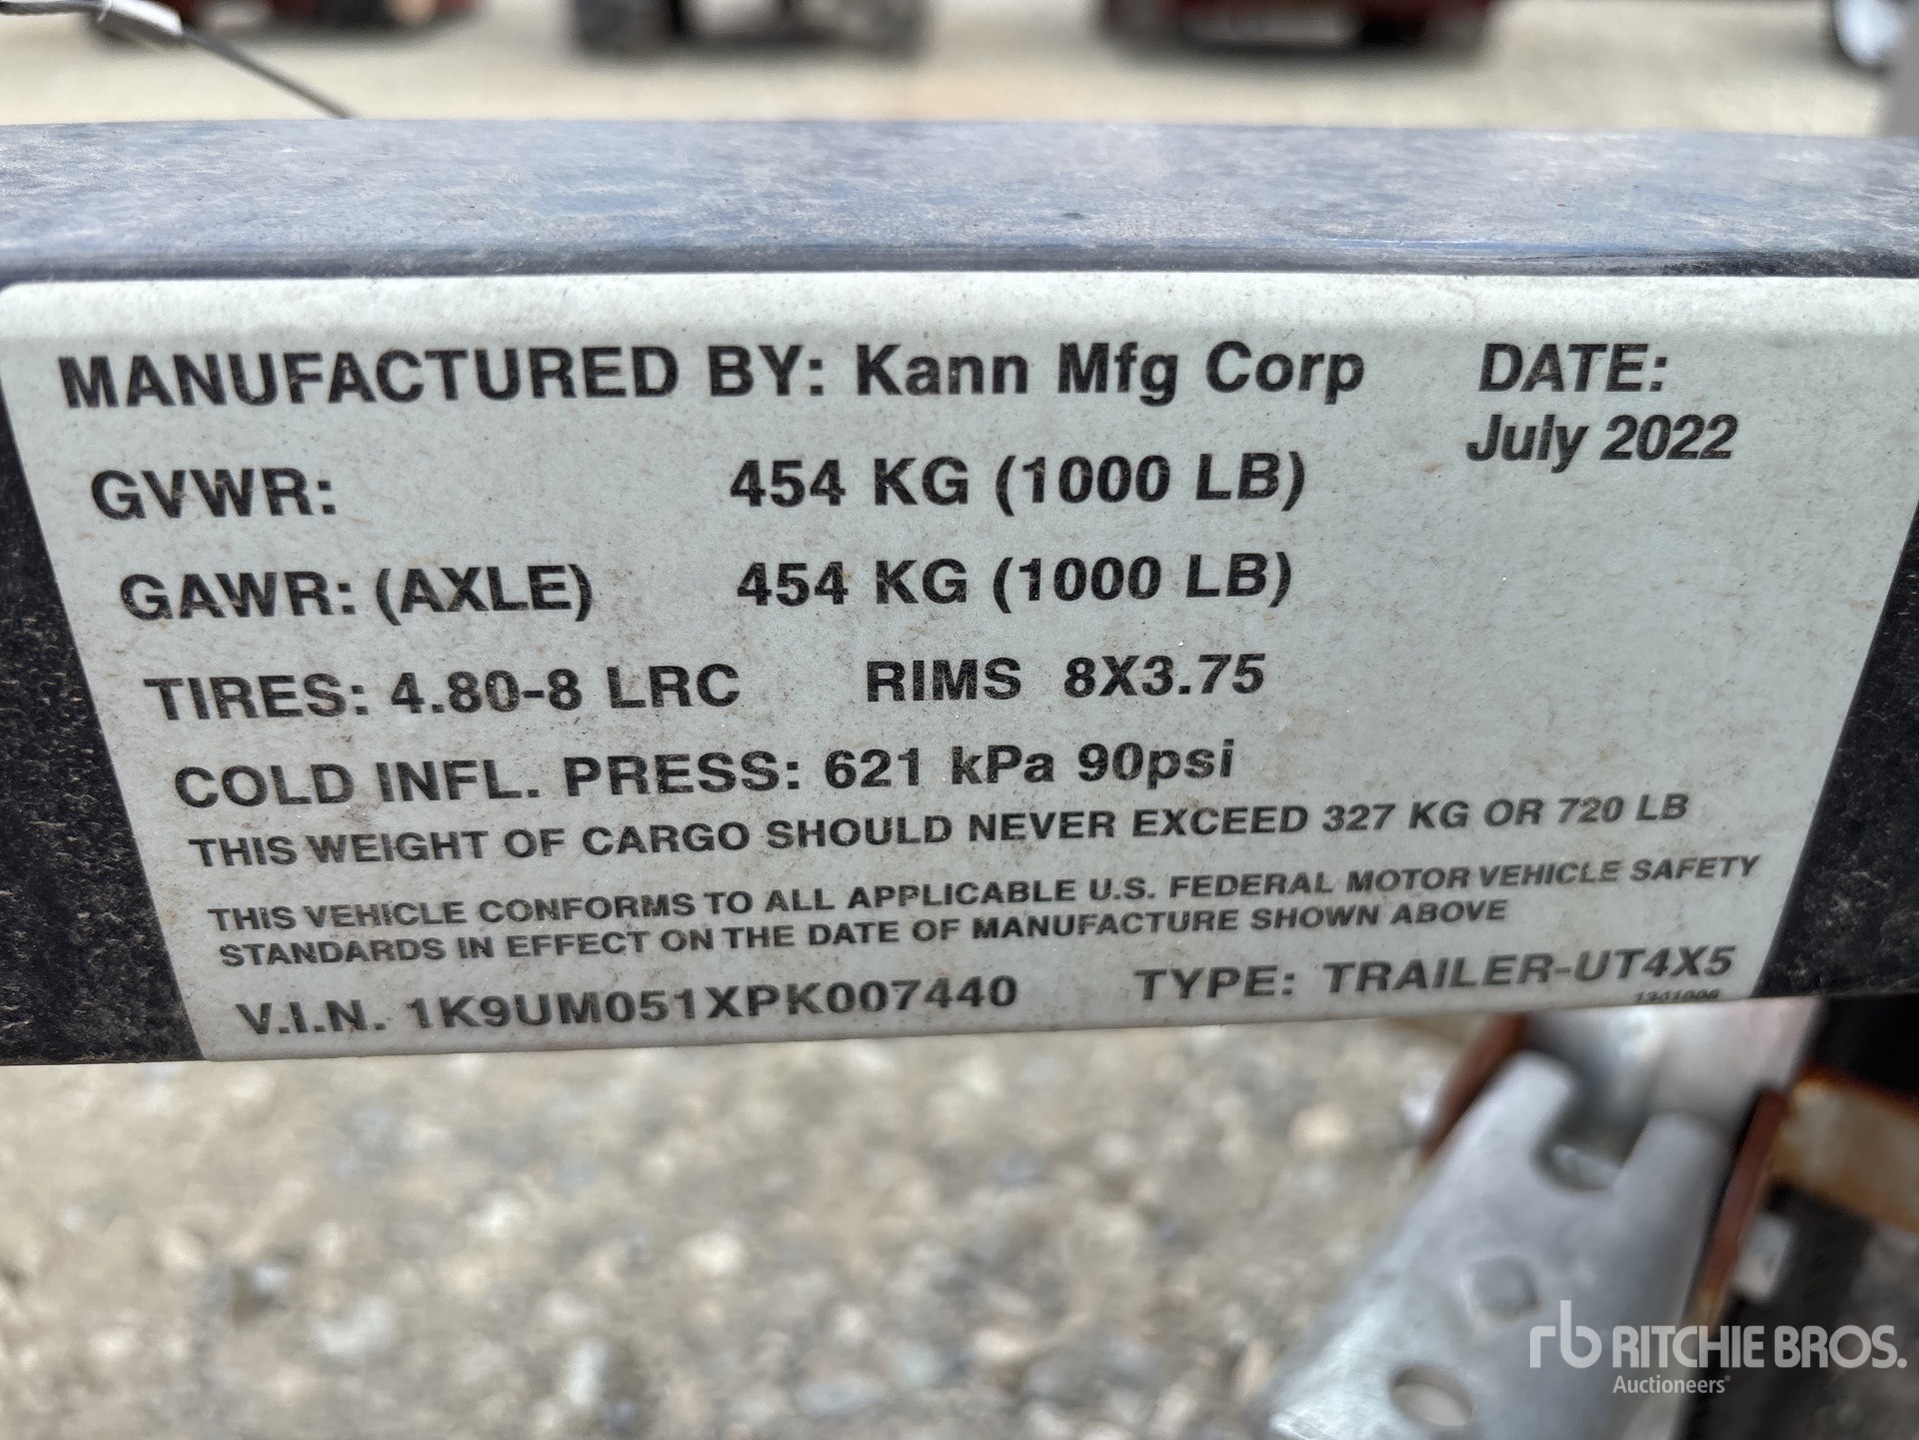 MANUFACTURED BY: Kann Mfg Corp DATE:
July 2022
GVWR: 454 KG (1000 LB)
GAWR: (AXLE) 454 KG (1000 LB)
TIRES: 4.80-8 LRC RIMS 8X3.75
COLD INFL. PRESS: 621 kPa 90psi
THIS WEIGHT OF CARGO SHOULD NEVER EXCEED 327 KG OR 720 LB
THIS VEHICLE CONFORMS TO ALL APPLICABLE U.S. FEDERAL MOTOR VEHICLE SAFETY
STANDARDS IN EFFECT ON THE DATE OF MANUFACTURE SHOWN ABOVE
V.I.N. 1K9UM051XPK007440 TYPE: TRAILER-UT4X5
rb RITCHIE BROS.
Auctioneers